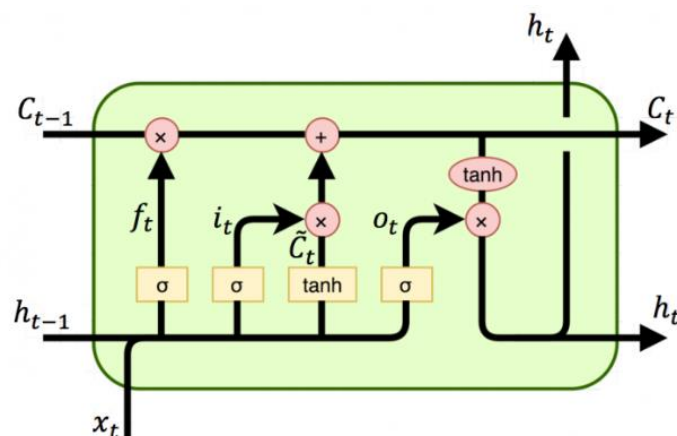 h_t
C_{t-1}
C_t
×
+
tanh
f_t
i_t
×
o_t
×
C̃_t
σ
σ
tanh
σ
h_{t-1}
h_t
x_t